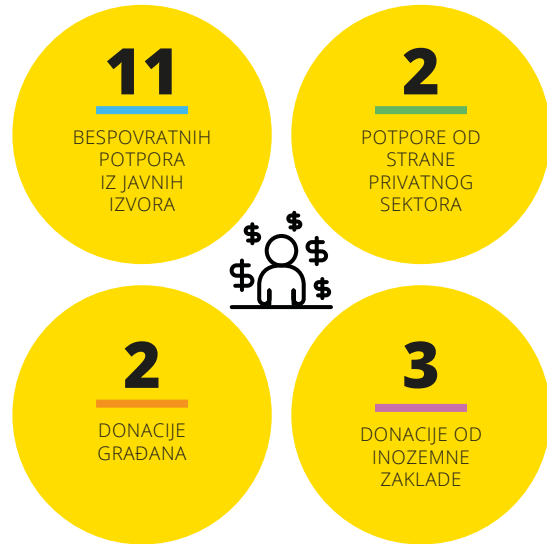 11
BESPOVRATNIH
POTPORA
IZ JAVNIH
IZVORA
2
POTPORE OD
STRANE
PRIVATNOG
SEKTORA
2
DONACIJE
GRAĐANA
3
DONACIJE OD
INOZEMNE
ZAKLADE